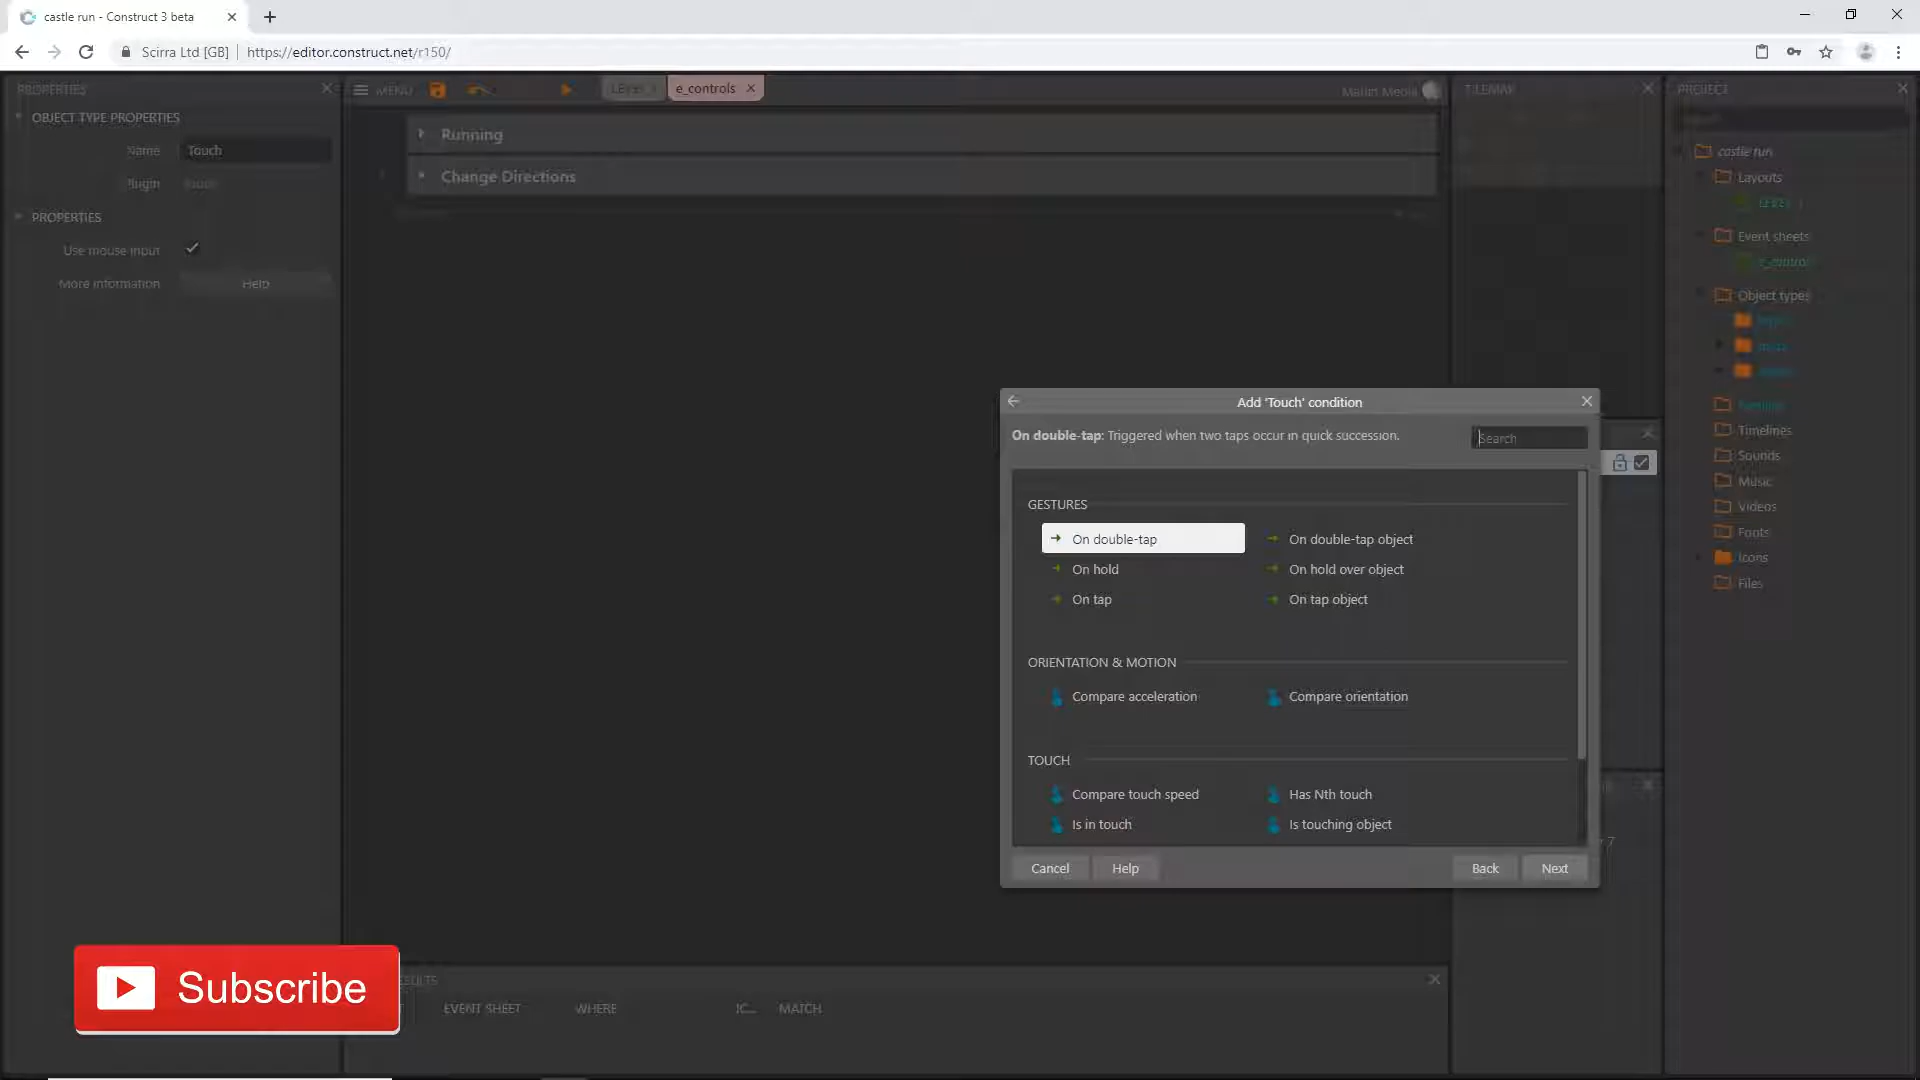 castle run - Construct 3 beta
Scirra Ltd [GB] https://editor.construct.net/r150/
PROPERTIES
MENU
e_controls
TILEMAP
PROJECT
OBJECT TYPE PROPERTIES
Name Touch
Plugin
PROPERTIES
Use mouse input
More information Help
Running
Change Directions
castle run
Layouts
Event sheets
Object types
Timelines
Sounds
Music
Videos
Fonts
Icons
Files
Add 'Touch' condition
On double-tap: Triggered when two taps occur in quick succession.
Search
GESTURES
On double-tap On double-tap object
On hold On hold over object
On tap On tap object
ORIENTATION & MOTION
Compare acceleration Compare orientation
TOUCH
Compare touch speed Has Nth touch
Is in touch Is touching object
Cancel Help Back Next
EVENT SHEET WHERE IC... MATCH
Subscribe